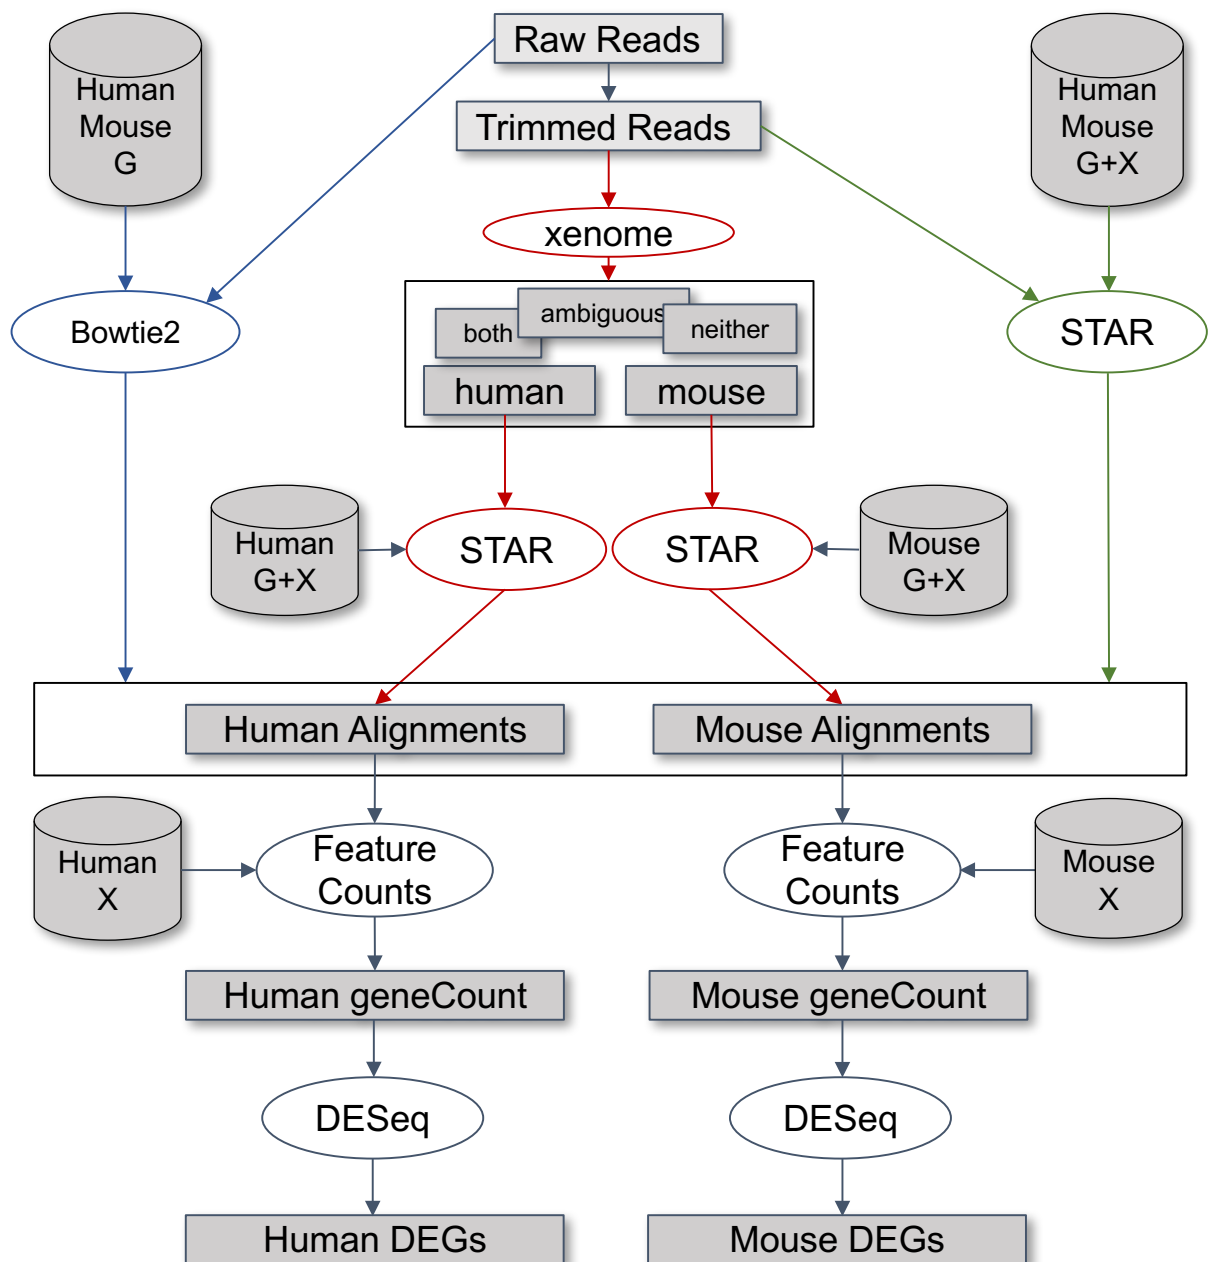 Raw Reads
Human
Mouse
G
Human
Mouse
G+X
Trimmed Reads
xenome
Bowtie2
both
ambiguous
neither
STAR
human
mouse
Human
G+X
STAR
STAR
Mouse
G+X
Human Alignments
Mouse Alignments
Human
X
Feature
Counts
Feature
Counts
Mouse
X
Human geneCount
Mouse geneCount
DESeq
DESeq
Human DEGs
Mouse DEGs